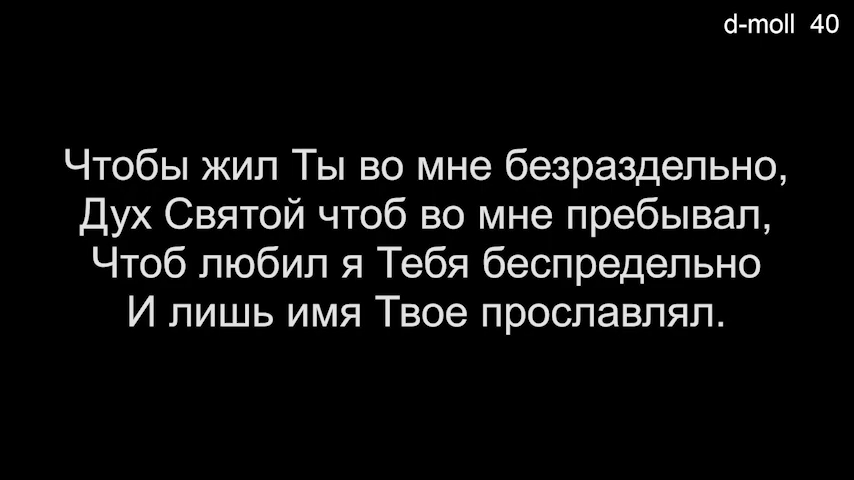 d-moll 40
Чтобы жил Ты во мне безраздельно,
Дух Святой чтоб во мне пребывал,
Чтоб любил я Тебя беспредельно
И лишь имя Твое прославлял.